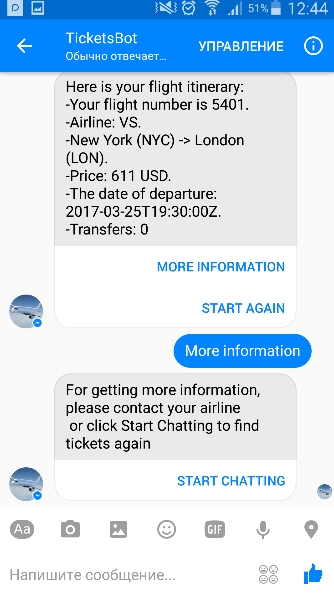 51% 12:44
TicketsBot
Обычно отвечает...
УПРАВЛЕНИЕ
Here is your flight itinerary:
-Your flight number is 5401.
-Airline: VS.
-New York (NYC) -> London
(LON).
-Price: 611 USD.
-The date of departure:
2017-03-25T19:30:00Z.
-Transfers: 0
MORE INFORMATION
START AGAIN
More information
For getting more information,
please contact your airline
or click Start Chatting to find
tickets again
START CHATTING
Aa
GIF
Напишите сообщение...